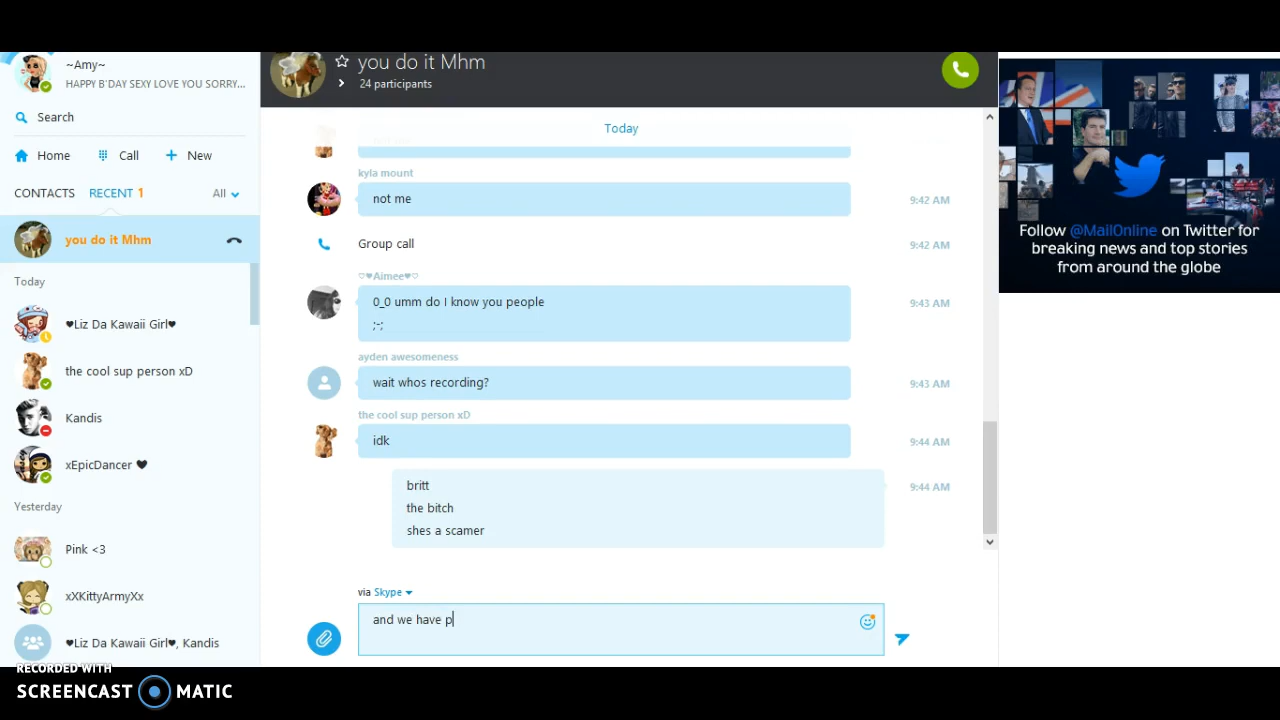 ~Amy~
HAPPY B'DAY SEXY LOVE YOU SORRY...
Search
Home Call New
CONTACTS RECENT 1 All
you do it Mhm
Today
♥Liz Da Kawaii Girl♥
the cool sup person xD
Kandis
xEpicDancer ♥
Yesterday
Pink <3
xXKittyArmyXx
♥Liz Da Kawaii Girl♥, Kandis
you do it Mhm
24 participants
Today
kyla mount
not me
9:42 AM
Group call
9:42 AM
♡♥Aimee♥♡
0_0 umm do I know you people
;-;
9:43 AM
ayden awesomeness
wait whos recording?
9:43 AM
the cool sup person xD
idk
9:44 AM
britt
the bitch
shes a scamer
9:44 AM
via Skype
and we have p
Follow @MailOnline on Twitter for
breaking news and top stories
from around the globe
RECORDED WITH
SCREENCAST MATIC